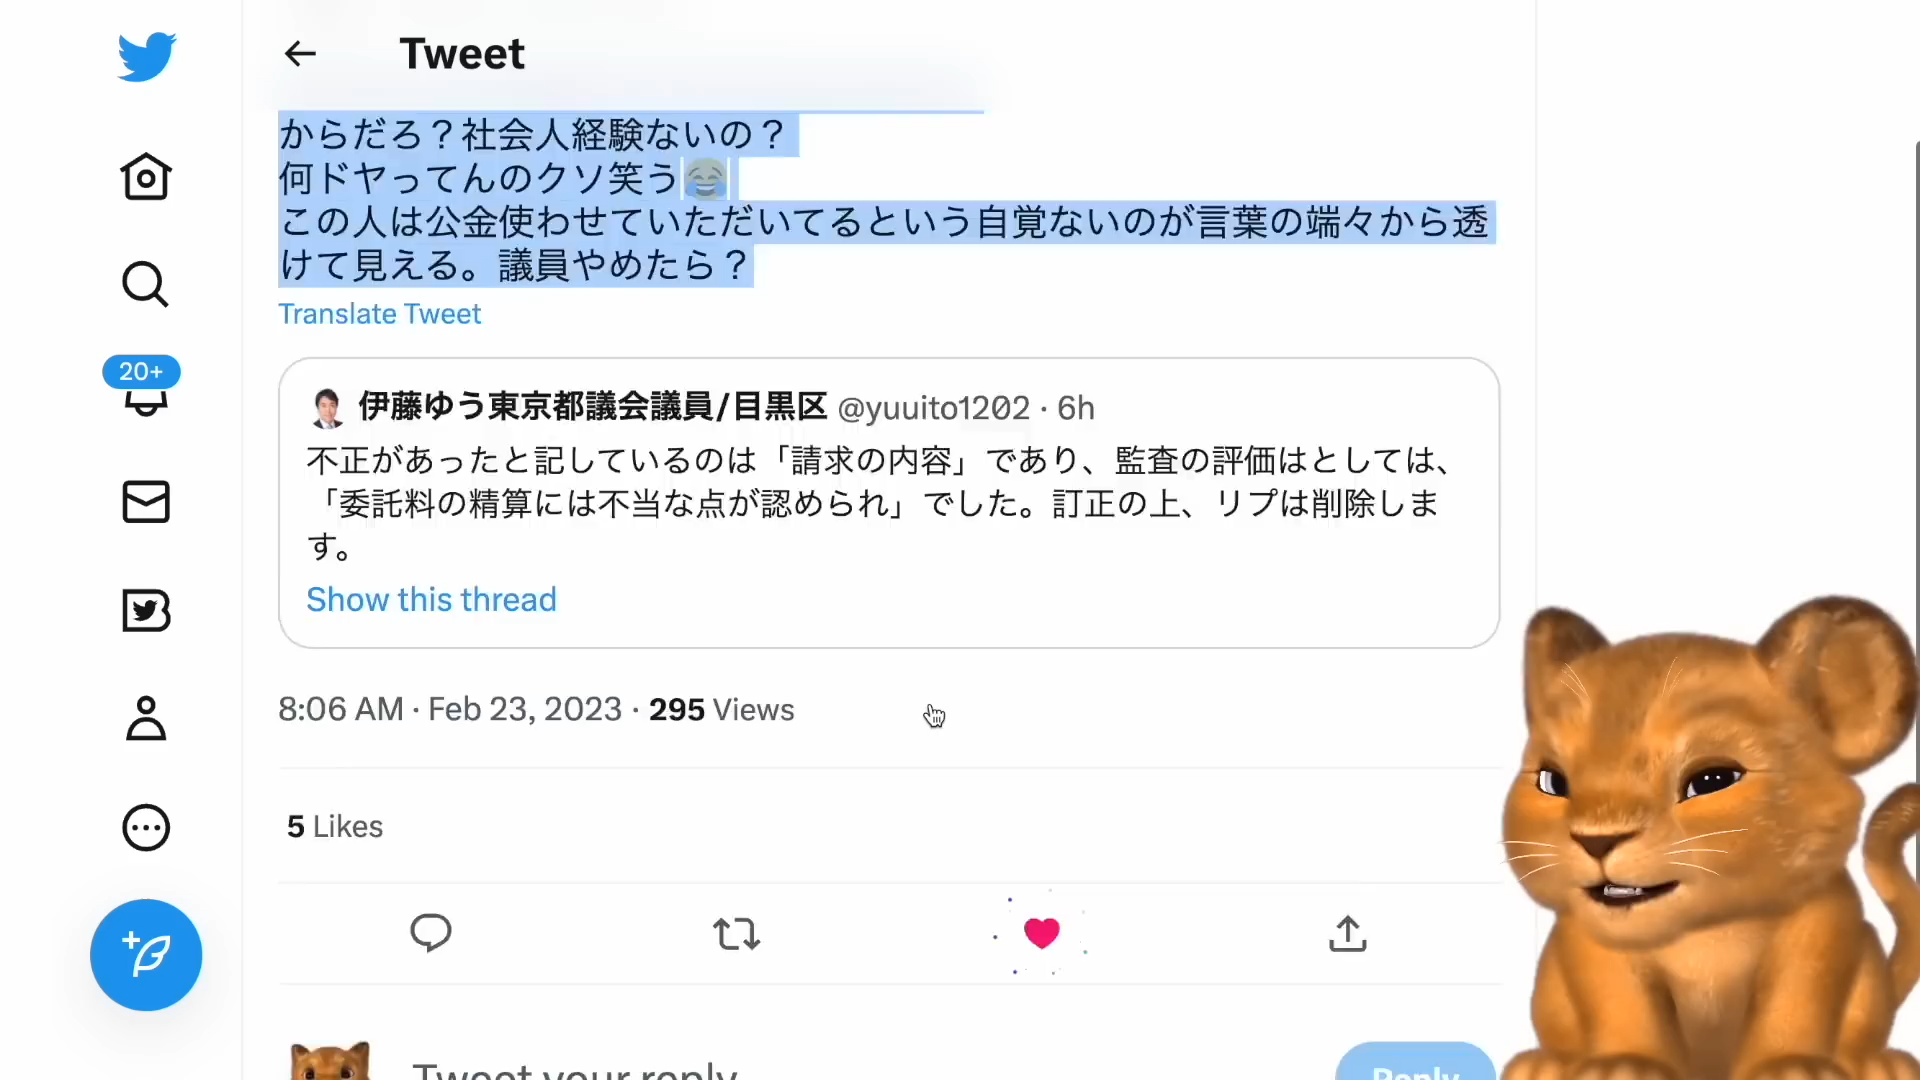 Tweet
からだろ？社会人経験ないの？
何ドヤってんのクソ笑う😂
この人は公金使わせていただいてるという自覚ないのが言葉の端々から透
けて見える。議員やめたら？
Translate Tweet
20+
伊藤ゆう東京都議会議員/目黒区 @yuuito1202 · 6h
不正があったと記しているのは「請求の内容」であり、監査の評価はとしては、
「委託料の精算には不当な点が認められ」でした。訂正の上、リプは削除しま
す。
Show this thread
8:06 AM · Feb 23, 2023 · 295 Views
5 Likes
Tweet your reply
Reply